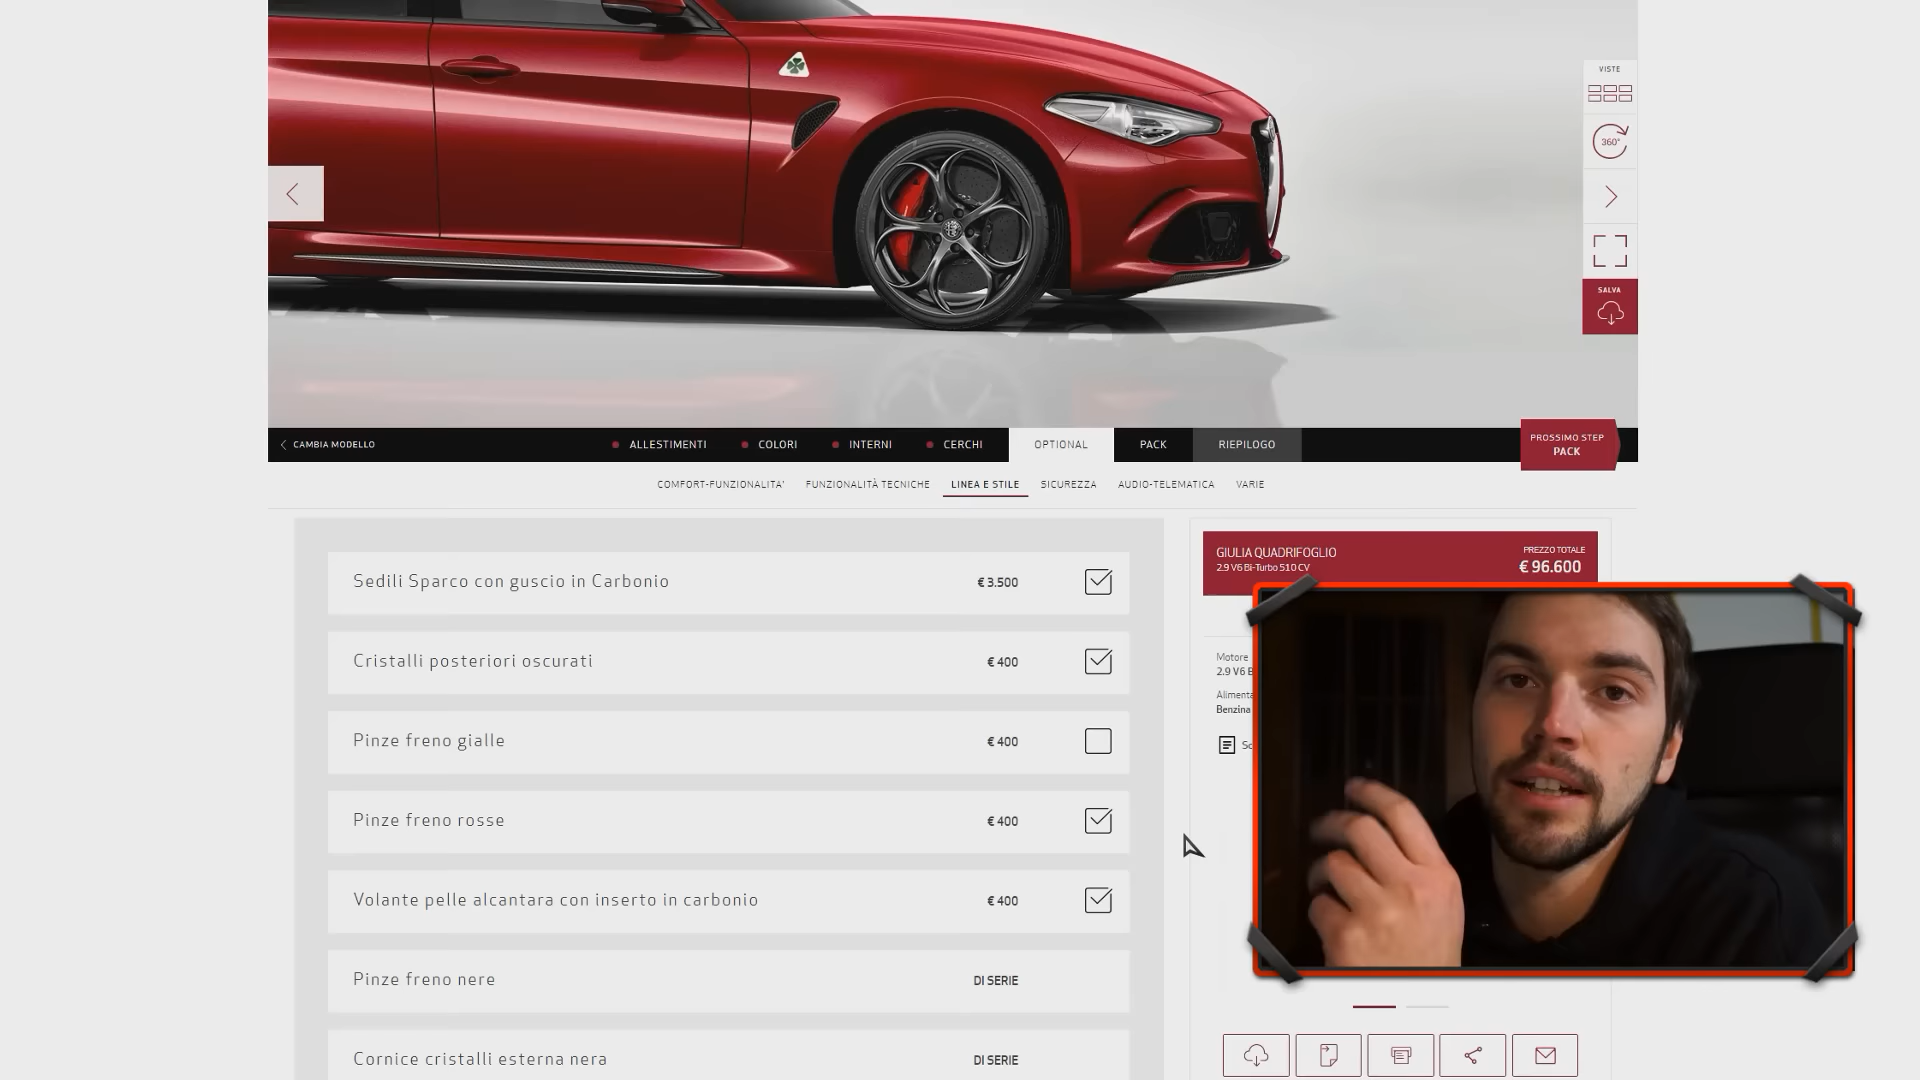 VISTE
360°
SALVA
CAMBIA MODELLO
ALLESTIMENTI
COLORI
INTERNI
CERCHI
OPTIONAL
PACK
RIEPILOGO
PROSSIMO STEP
PACK
COMFORT-FUNZIONALITA'
FUNZIONALITÀ TECNICHE
LINEA E STILE
SICUREZZA
AUDIO-TELEMATICA
VARIE
Sedili Sparco con guscio in Carbonio € 3.500
Cristalli posteriori oscurati € 400
Pinze freno gialle € 400
Pinze freno rosse € 400
Volante pelle alcantara con inserto in carbonio € 400
Pinze freno nere DI SERIE
Cornice cristalli esterna nera DI SERIE
GIULIA QUADRIFOGLIO
2.9 V6 Bi-Turbo 510 CV
PREZZO TOTALE
€ 96.600
Motore
2.9 V6 B
Alimenta
Benzina